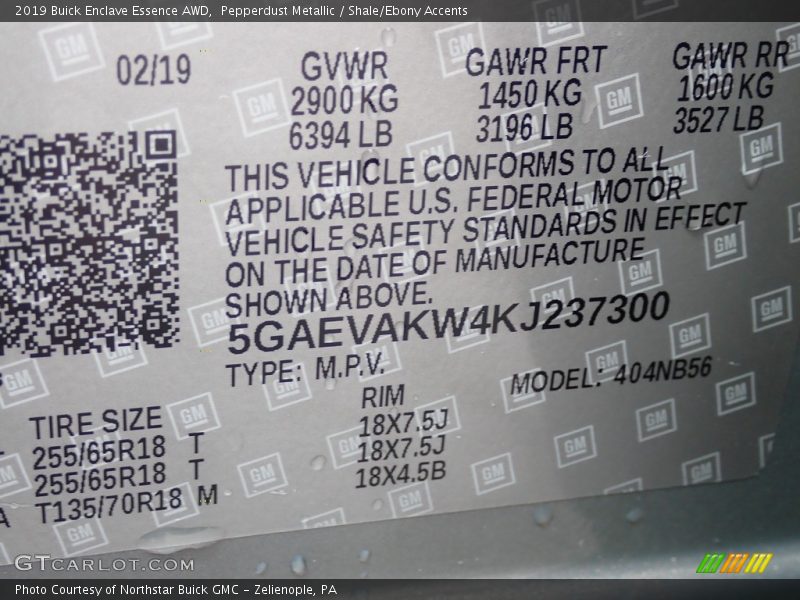 2019 Buick Enclave Essence AWD,  Pepperdust Metallic / Shale/Ebony Accents
02/19
GVWR
2900 KG
6394 LB
GAWR FRT
1450 KG
3196 LB
GAWR RR
1600 KG
3527 LB
THIS VEHICLE CONFORMS TO ALL
APPLICABLE U.S. FEDERAL MOTOR
VEHICLE SAFETY STANDARDS IN EFFECT
ON THE DATE OF MANUFACTURE
SHOWN ABOVE.
5GAEVAKW4KJ237300
TYPE: M.P.V.
MODEL: 404NB56
TIRE SIZE
255/65R18 T
255/65R18 T
T135/70R18 M
RIM
18X7.5J
18X7.5J
18X4.5B
GM
GTCARLOT.COM
Photo Courtesy of Northstar Buick GMC - Zelienople, PA